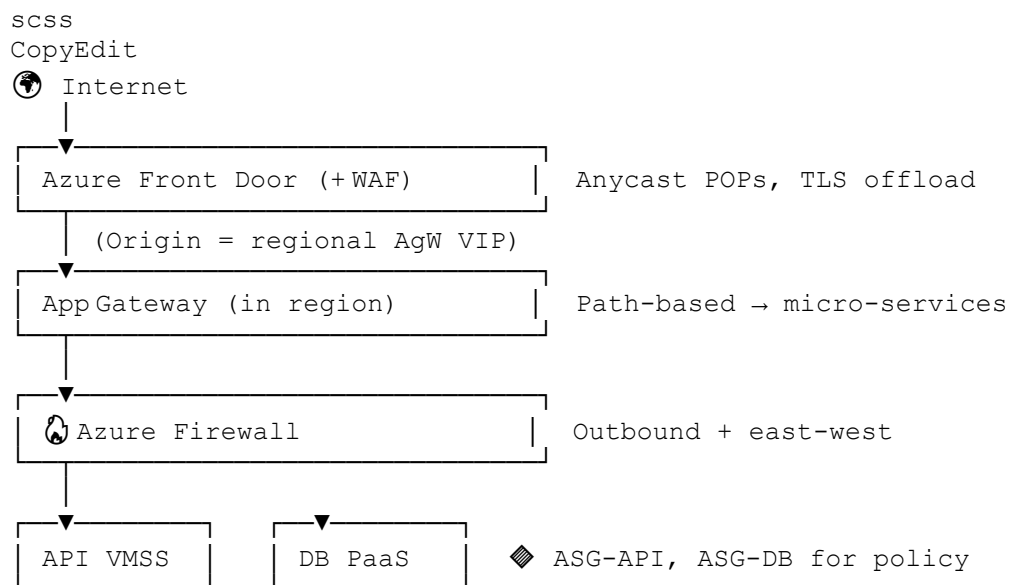 scss
CopyEdit
🌍 Internet
Azure Front Door (+ WAF) Anycast POPs, TLS offload
(Origin = regional AgW VIP)
App Gateway (in region) Path-based → micro-services
🔥 Azure Firewall Outbound + east-west
API VMSS DB PaaS ASG-API, ASG-DB for policy